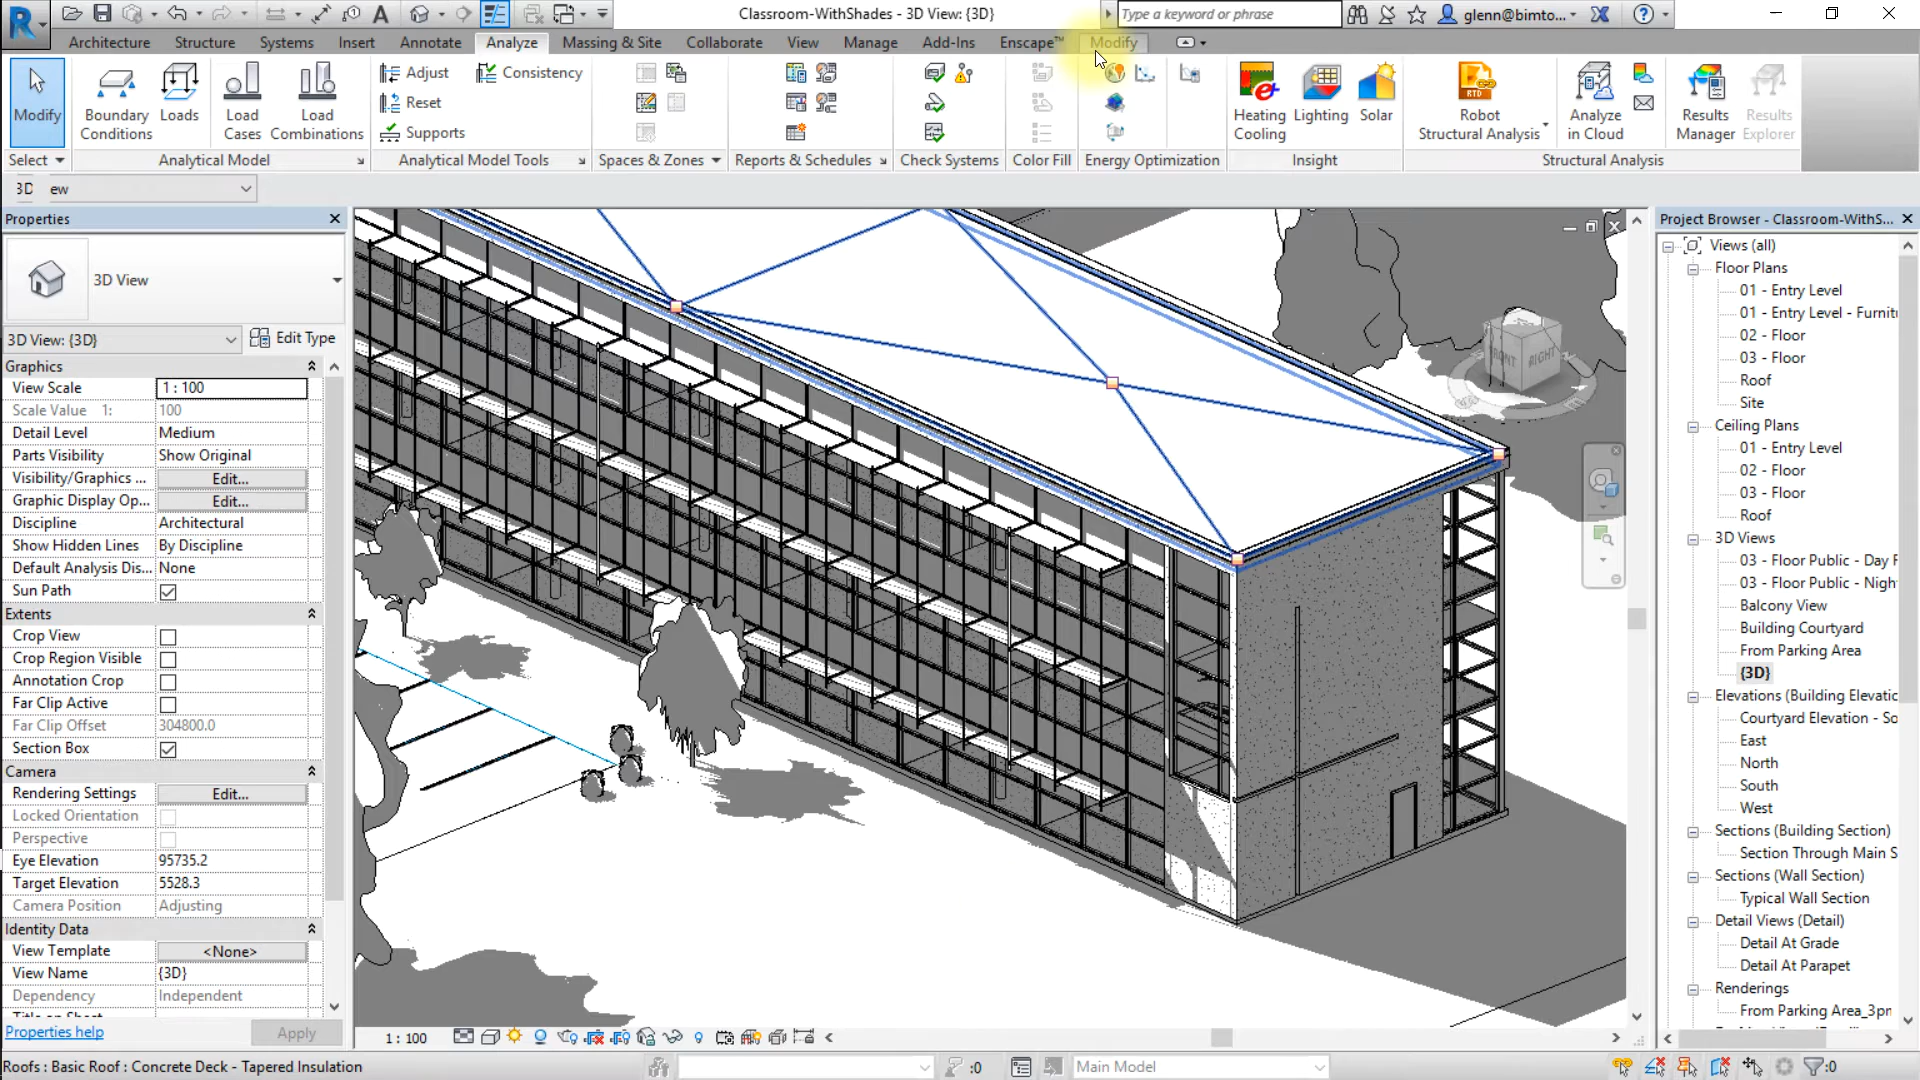 Classroom-WithShades - 3D View: {3D}
Type a keyword or phrase
glenn@bimto...
Architecture Structure Systems Insert Annotate Analyze Massing & Site Collaborate View Manage Add-Ins Enscape™ Modify
Modify
Boundary Conditions
Loads
Load Cases
Load Combinations
Adjust
Reset
Supports
Consistency
Heating Cooling
Lighting
Solar
Robot Structural Analysis
Analyze in Cloud
Results Manager
Results Explorer
Select Analytical Model Analytical Model Tools Spaces & Zones Reports & Schedules Check Systems Color Fill Energy Optimization Insight Structural Analysis
3D ew
Properties
3D View
3D View: {3D} Edit Type
Graphics
View Scale 1 : 100
Scale Value 1: 100
Detail Level Medium
Parts Visibility Show Original
Visibility/Graphics ... Edit...
Graphic Display Op... Edit...
Discipline Architectural
Show Hidden Lines By Discipline
Default Analysis Dis... None
Sun Path
Extents
Crop View
Crop Region Visible
Annotation Crop
Far Clip Active
Far Clip Offset 304800.0
Section Box
Camera
Rendering Settings Edit...
Locked Orientation
Perspective
Eye Elevation 95735.2
Target Elevation 5528.3
Camera Position Adjusting
Identity Data
View Template <None>
View Name {3D}
Dependency Independent
Properties help Apply
RIGHT
Project Browser - Classroom-WithS...
Views (all)
Floor Plans
01 - Entry Level
01 - Entry Level - Furnit
02 - Floor
03 - Floor
Roof
Site
Ceiling Plans
01 - Entry Level
02 - Floor
03 - Floor
Roof
3D Views
03 - Floor Public - Day
03 - Floor Public - Nigh
Balcony View
Building Courtyard
From Parking Area
{3D}
Elevations (Building Elevatic
Courtyard Elevation - So
East
North
South
West
Sections (Building Section)
Section Through Main S
Sections (Wall Section)
Typical Wall Section
Detail Views (Detail)
Detail At Grade
Detail At Parapet
Renderings
From Parking Area_3pr
1 : 100
Roofs : Basic Roof : Concrete Deck - Tapered Insulation
:0
Main Model
:0